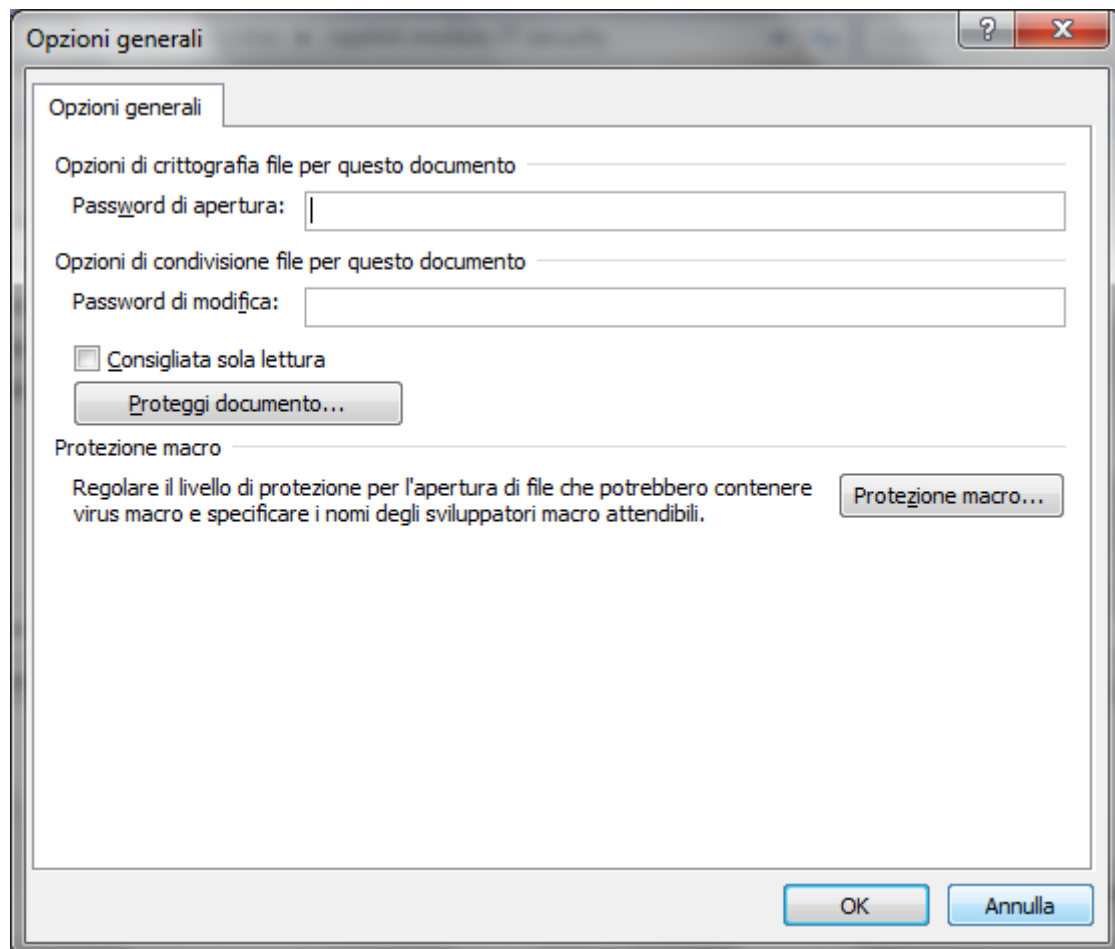 Opzioni generali
Opzioni generali
Opzioni di crittografia file per questo documento
Password di apertura:
Opzioni di condivisione file per questo documento
Password di modifica:
Consigliata sola lettura
Proteggi documento...
Protezione macro
Regolare il livello di protezione per l'apertura di file che potrebbero contenere
virus macro e specificare i nomi degli sviluppatori macro attendibili.
Protezione macro...
OK
Annulla